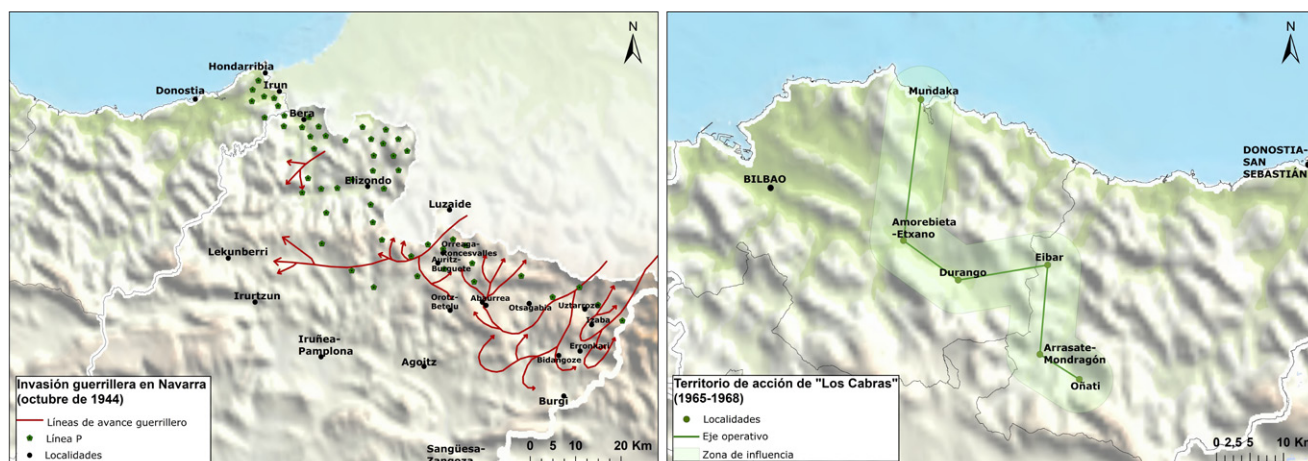 N
Hondarribia
Irun
Donostia
Bera
Elizondo
Luzaide
Lekunberri
Orreaga-
Roncesvalles
Auritz-
Burguete
Irurtzun
Orotz-
Betelu
Abaurrea
Otsagabia
Uztarroz
Izaba
Iruñea-
Pamplona
Erronkari
Bidangoze
Agoitz
Burgi
Sangüesa-
Zangoza
Invasión guerrillera en Navarra
(octubre de 1944)
Líneas de avance guerrillero
Línea P
Localidades
0 5 10 20 Km
N
Mundaka
DONOSTIA-
SAN
SEBASTIÁN
BILBAO
Amorebieta
-Etxano
Eibar
Durango
Arrasate-
Mondragón
Oñati
Territorio de acción de "Los Cabras"
(1965-1968)
Localidades
Eje operativo
Zona de influencia
0 2,5 5 10 Km